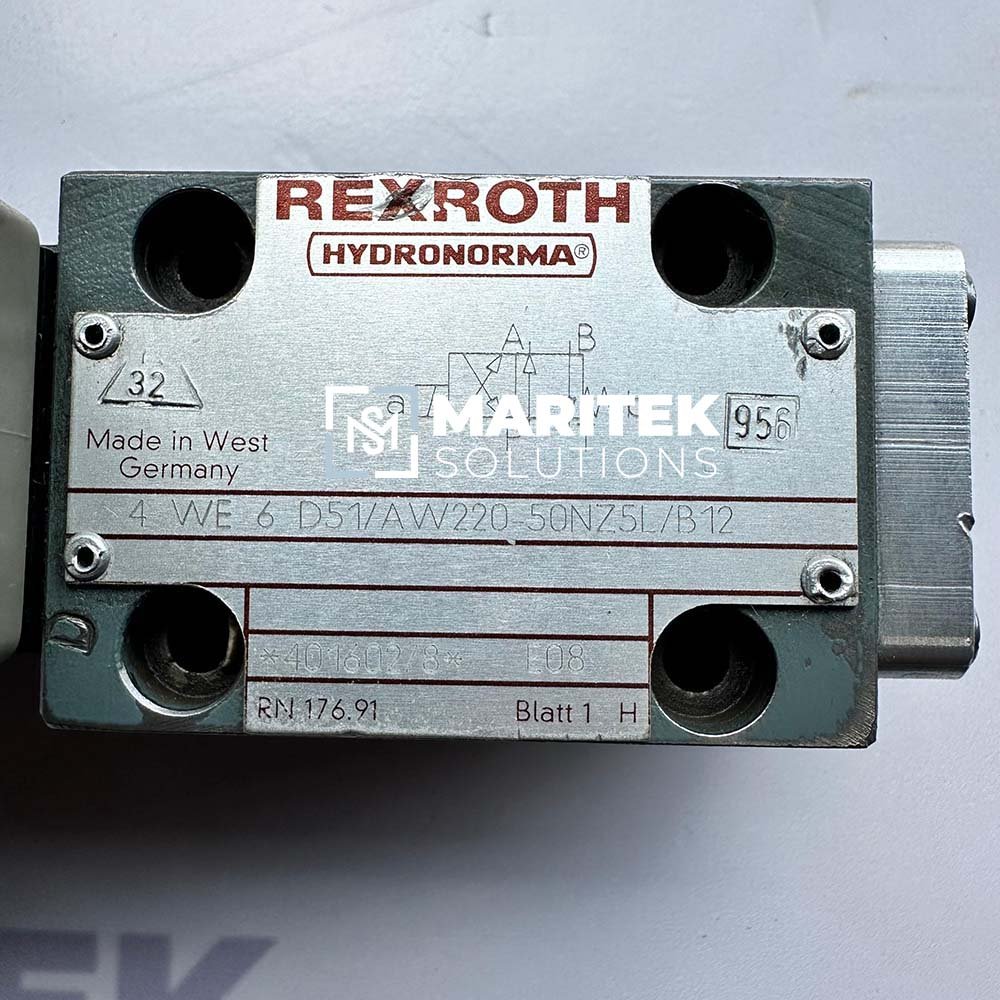 REXROTH
HYDRONORMA®
A B
32
a
956
MARITEK
SOLUTIONS
Made in West
Germany
4 WE 6 D51/AW220-50NZ5L/B12
*401602/8* E08
D
RN 176.91 Blatt 1 H
EK